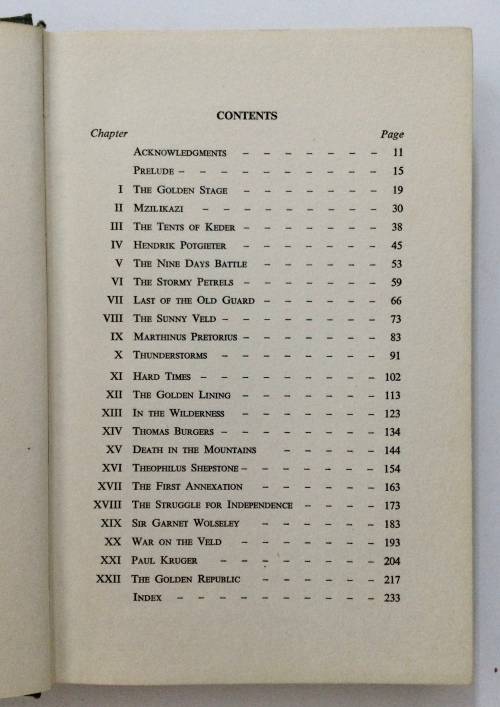 CONTENTS
Chapter Page
ACKNOWLEDGMENTS – – – – – – – 11
PRELUDE – – – – – – – – – – 15
I THE GOLDEN STAGE – – – – – – – 19
II MZILIKAZI – – – – – – – – – 30
III THE TENTS OF KEDER – – – – – – – 38
IV HENDRIK POTGIETER – – – – – – – 45
V THE NINE DAYS BATTLE – – – – – – 53
VI THE STORMY PETRELS – – – – – – – 59
VII LAST OF THE OLD GUARD – – – – – – 66
VIII THE SUNNY VELD – – – – – – – – 73
IX MARTHINUS PRETORIUS – – – – – – – 83
X THUNDERSTORMS – – – – – – – – 91
XI HARD TIMES – – – – – – – – – 102
XII THE GOLDEN LINING – – – – – – – 113
XIII IN THE WILDERNESS – – – – – – – 123
XIV THOMAS BURGERS – – – – – – – – 134
XV DEATH IN THE MOUNTAINS – – – – – 144
XVI THEOPHILUS SHEPSTONE – – – – – – – 154
XVII THE FIRST ANNEXATION – – – – – – 163
XVIII THE STRUGGLE FOR INDEPENDENCE – – – – 173
XIX SIR GARNET WOLSELEY – – – – – – 183
XX WAR ON THE VELD – – – – – – – 193
XXI PAUL KRUGER – – – – – – – – 204
XXII THE GOLDEN REPUBLIC – – – – – – 217
INDEX – – – – – – – – – – 233